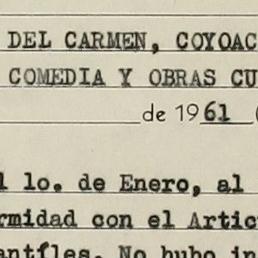 DEL CARMEN, COYOAC
COMEDIA Y OBRAS CU
de 1961 (
l lo. de Enero, al
rmidad con el Artic
antíles. No hubo in